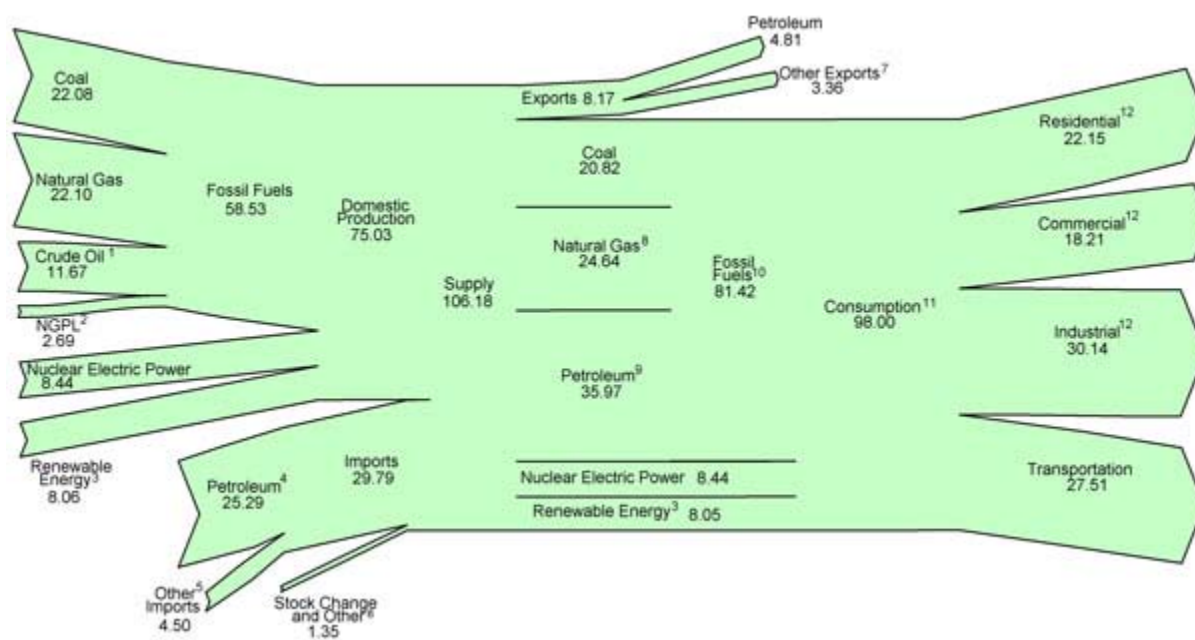 Petroleum
4.81
Other Exports7
3.36
Exports 8.17
Coal
22.08
Residential12
22.15
Coal
20.82
Natural Gas
22.10
Fossil Fuels
58.53
Domestic
Production
75.03
Commercial12
18.21
Natural Gas8
24.64
Crude Oil1
11.67
Supply
106.18
Fossil
Fuels10
81.42
Consumption11
98.00
NGPL2
2.69
Industrial12
30.14
Nuclear Electric Power
8.44
Petroleum9
35.97
Renewable
Energy3
8.06
Imports
29.79
Petroleum4
25.29
Transportation
27.51
Nuclear Electric Power 8.44
Renewable Energy3 8.05
Other5
Imports
4.50
Stock Change
and Other6
1.35